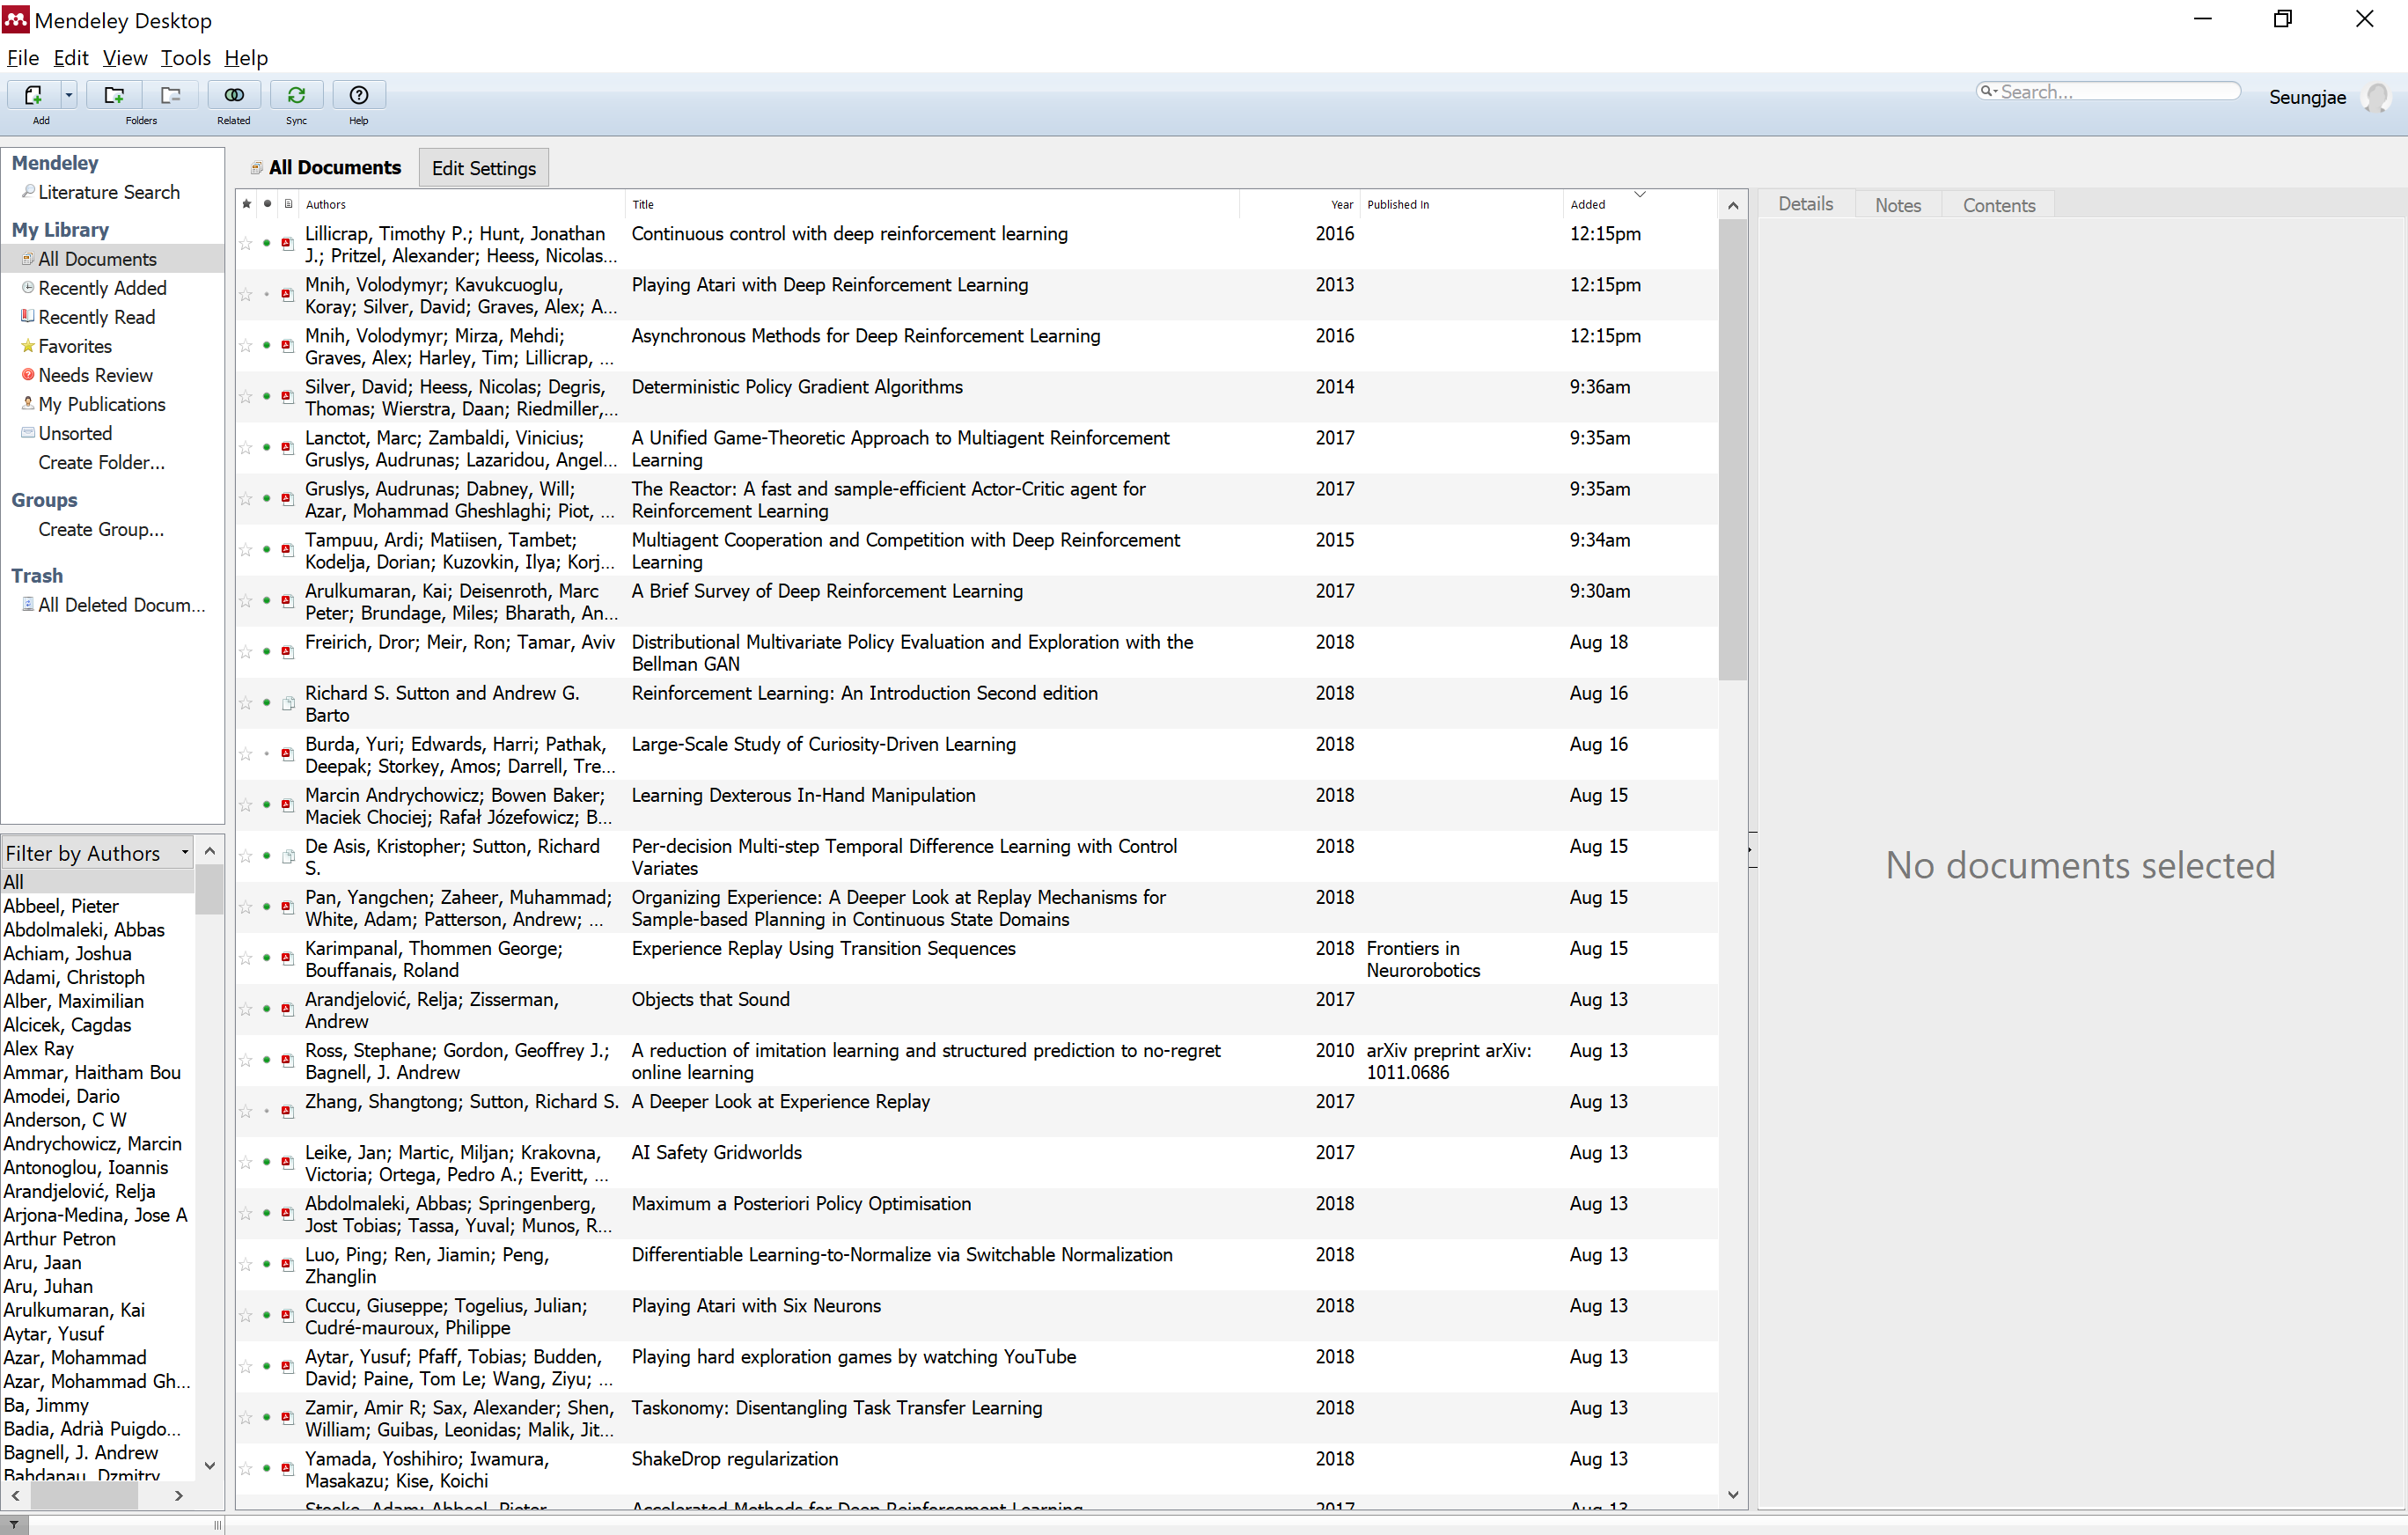 Mendeley Desktop
File Edit View Tools Help
Add Folders Related Sync Help
Search...
Seungjae
Mendeley
Literature Search
My Library
All Documents
Recently Added
Recently Read
Favorites
Needs Review
My Publications
Unsorted
Create Folder...
Groups
Create Group...
Trash
All Deleted Docum...
Filter by Authors
All
Abbeel, Pieter
Abdolmaleki, Abbas
Achiam, Joshua
Adami, Christoph
Alber, Maximilian
Alcicek, Cagdas
Alex Ray
Ammar, Haitham Bou
Amodei, Dario
Anderson, C W
Andrychowicz, Marcin
Antonoglou, Ioannis
Arandjelović, Relja
Arjona-Medina, Jose A
Arthur Petron
Aru, Jaan
Aru, Juhan
Arulkumaran, Kai
Aytar, Yusuf
Azar, Mohammad
Azar, Mohammad Gh...
Ba, Jimmy
Badia, Adrià Puigdo...
Bagnell, J. Andrew
Bahdanau, Dzmitry
All Documents Edit Settings
Authors Title Year Published In Added
Lillicrap, Timothy P.; Hunt, Jonathan Continuous control with deep reinforcement learning 2016 12:15pm
J.; Pritzel, Alexander; Heess, Nicolas...
Mnih, Volodymyr; Kavukcuoglu, Playing Atari with Deep Reinforcement Learning 2013 12:15pm
Koray; Silver, David; Graves, Alex; A...
Mnih, Volodymyr; Mirza, Mehdi; Asynchronous Methods for Deep Reinforcement Learning 2016 12:15pm
Graves, Alex; Harley, Tim; Lillicrap, ...
Silver, David; Heess, Nicolas; Degris, Deterministic Policy Gradient Algorithms 2014 9:36am
Thomas; Wierstra, Daan; Riedmiller,...
Lanctot, Marc; Zambaldi, Vinicius; A Unified Game-Theoretic Approach to Multiagent Reinforcement 2017 9:35am
Gruslys, Audrunas; Lazaridou, Angel... Learning
Gruslys, Audrunas; Dabney, Will; The Reactor: A fast and sample-efficient Actor-Critic agent for 2017 9:35am
Azar, Mohammad Gheshlaghi; Piot, ... Reinforcement Learning
Tampuu, Ardi; Matiisen, Tambet; Multiagent Cooperation and Competition with Deep Reinforcement 2015 9:34am
Kodelja, Dorian; Kuzovkin, Ilya; Korj... Learning
Arulkumaran, Kai; Deisenroth, Marc A Brief Survey of Deep Reinforcement Learning 2017 9:30am
Peter; Brundage, Miles; Bharath, An...
Freirich, Dror; Meir, Ron; Tamar, Aviv Distributional Multivariate Policy Evaluation and Exploration with the 2018 Aug 18
Bellman GAN
Richard S. Sutton and Andrew G. Reinforcement Learning: An Introduction Second edition 2018 Aug 16
Barto
Burda, Yuri; Edwards, Harri; Pathak, Large-Scale Study of Curiosity-Driven Learning 2018 Aug 16
Deepak; Storkey, Amos; Darrell, Tre...
Marcin Andrychowicz; Bowen Baker; Learning Dexterous In-Hand Manipulation 2018 Aug 15
Maciek Chociej; Rafał Józefowicz; B...
De Asis, Kristopher; Sutton, Richard Per-decision Multi-step Temporal Difference Learning with Control 2018 Aug 15
S. Variates
Pan, Yangchen; Zaheer, Muhammad; Organizing Experience: A Deeper Look at Replay Mechanisms for 2018 Aug 15
White, Adam; Patterson, Andrew; ... Sample-based Planning in Continuous State Domains
Karimpanal, Thommen George; Experience Replay Using Transition Sequences 2018 Frontiers in Aug 15
Bouffanais, Roland Neurorobotics
Arandjelović, Relja; Zisserman, Objects that Sound 2017 Aug 13
Andrew
Ross, Stephane; Gordon, Geoffrey J.; A reduction of imitation learning and structured prediction to no-regret 2010 arXiv preprint arXiv: Aug 13
Bagnell, J. Andrew online learning 1011.0686
Zhang, Shangtong; Sutton, Richard S. A Deeper Look at Experience Replay 2017 Aug 13
Leike, Jan; Martic, Miljan; Krakovna, AI Safety Gridworlds 2017 Aug 13
Victoria; Ortega, Pedro A.; Everitt, ...
Abdolmaleki, Abbas; Springenberg, Maximum a Posteriori Policy Optimisation 2018 Aug 13
Jost Tobias; Tassa, Yuval; Munos, R...
Luo, Ping; Ren, Jiamin; Peng, Differentiable Learning-to-Normalize via Switchable Normalization 2018 Aug 13
Zhanglin
Cuccu, Giuseppe; Togelius, Julian; Playing Atari with Six Neurons 2018 Aug 13
Cudré-mauroux, Philippe
Aytar, Yusuf; Pfaff, Tobias; Budden, Playing hard exploration games by watching YouTube 2018 Aug 13
David; Paine, Tom Le; Wang, Ziyu; ...
Zamir, Amir R; Sax, Alexander; Shen, Taskonomy: Disentangling Task Transfer Learning 2018 Aug 13
William; Guibas, Leonidas; Malik, Jit...
Yamada, Yoshihiro; Iwamura, ShakeDrop regularization 2018 Aug 13
Masakazu; Kise, Koichi
Stooke, Adam; Abbeel, Pieter Accelerated Methods for Deep Reinforcement Learning 2017 Aug 13
Details Notes Contents
No documents selected